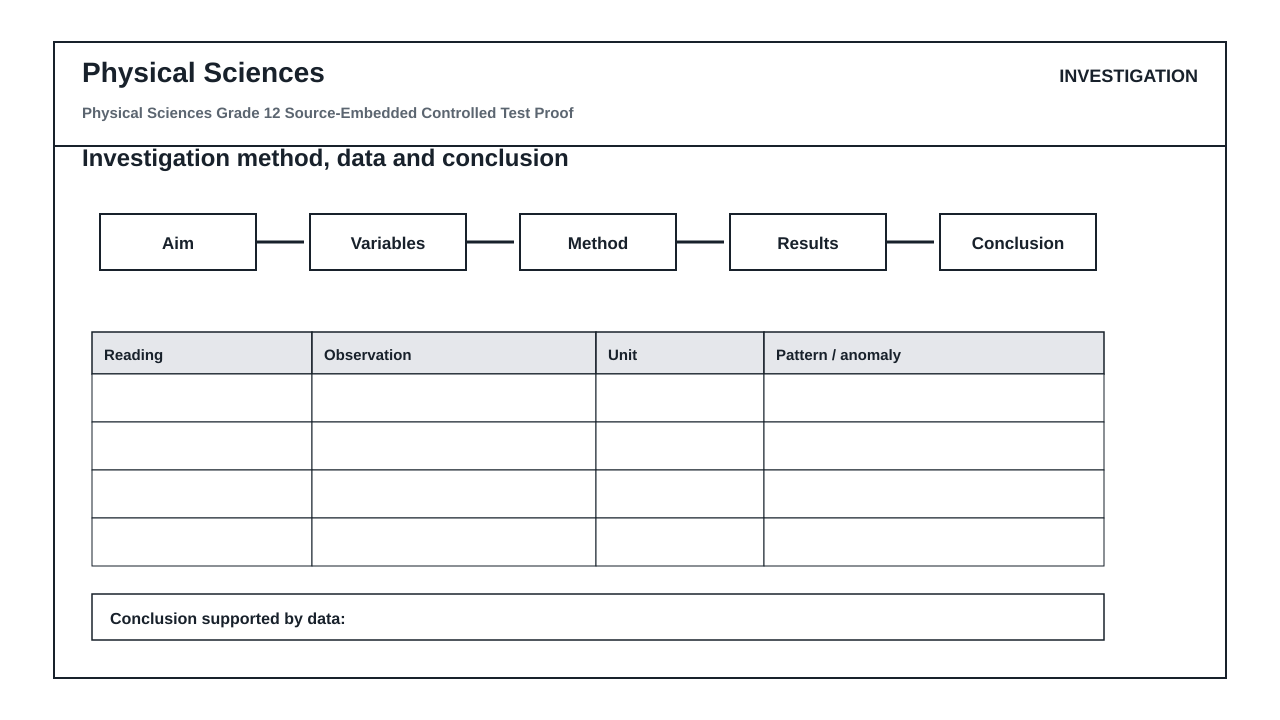 Physical Sciences
INVESTIGATION
Physical Sciences Grade 12 Source-Embedded Controlled Test Proof
Investigation method, data and conclusion
Aim
Variables
Method
Results
Conclusion
Reading Observation Unit Pattern / anomaly
Conclusion supported by data: